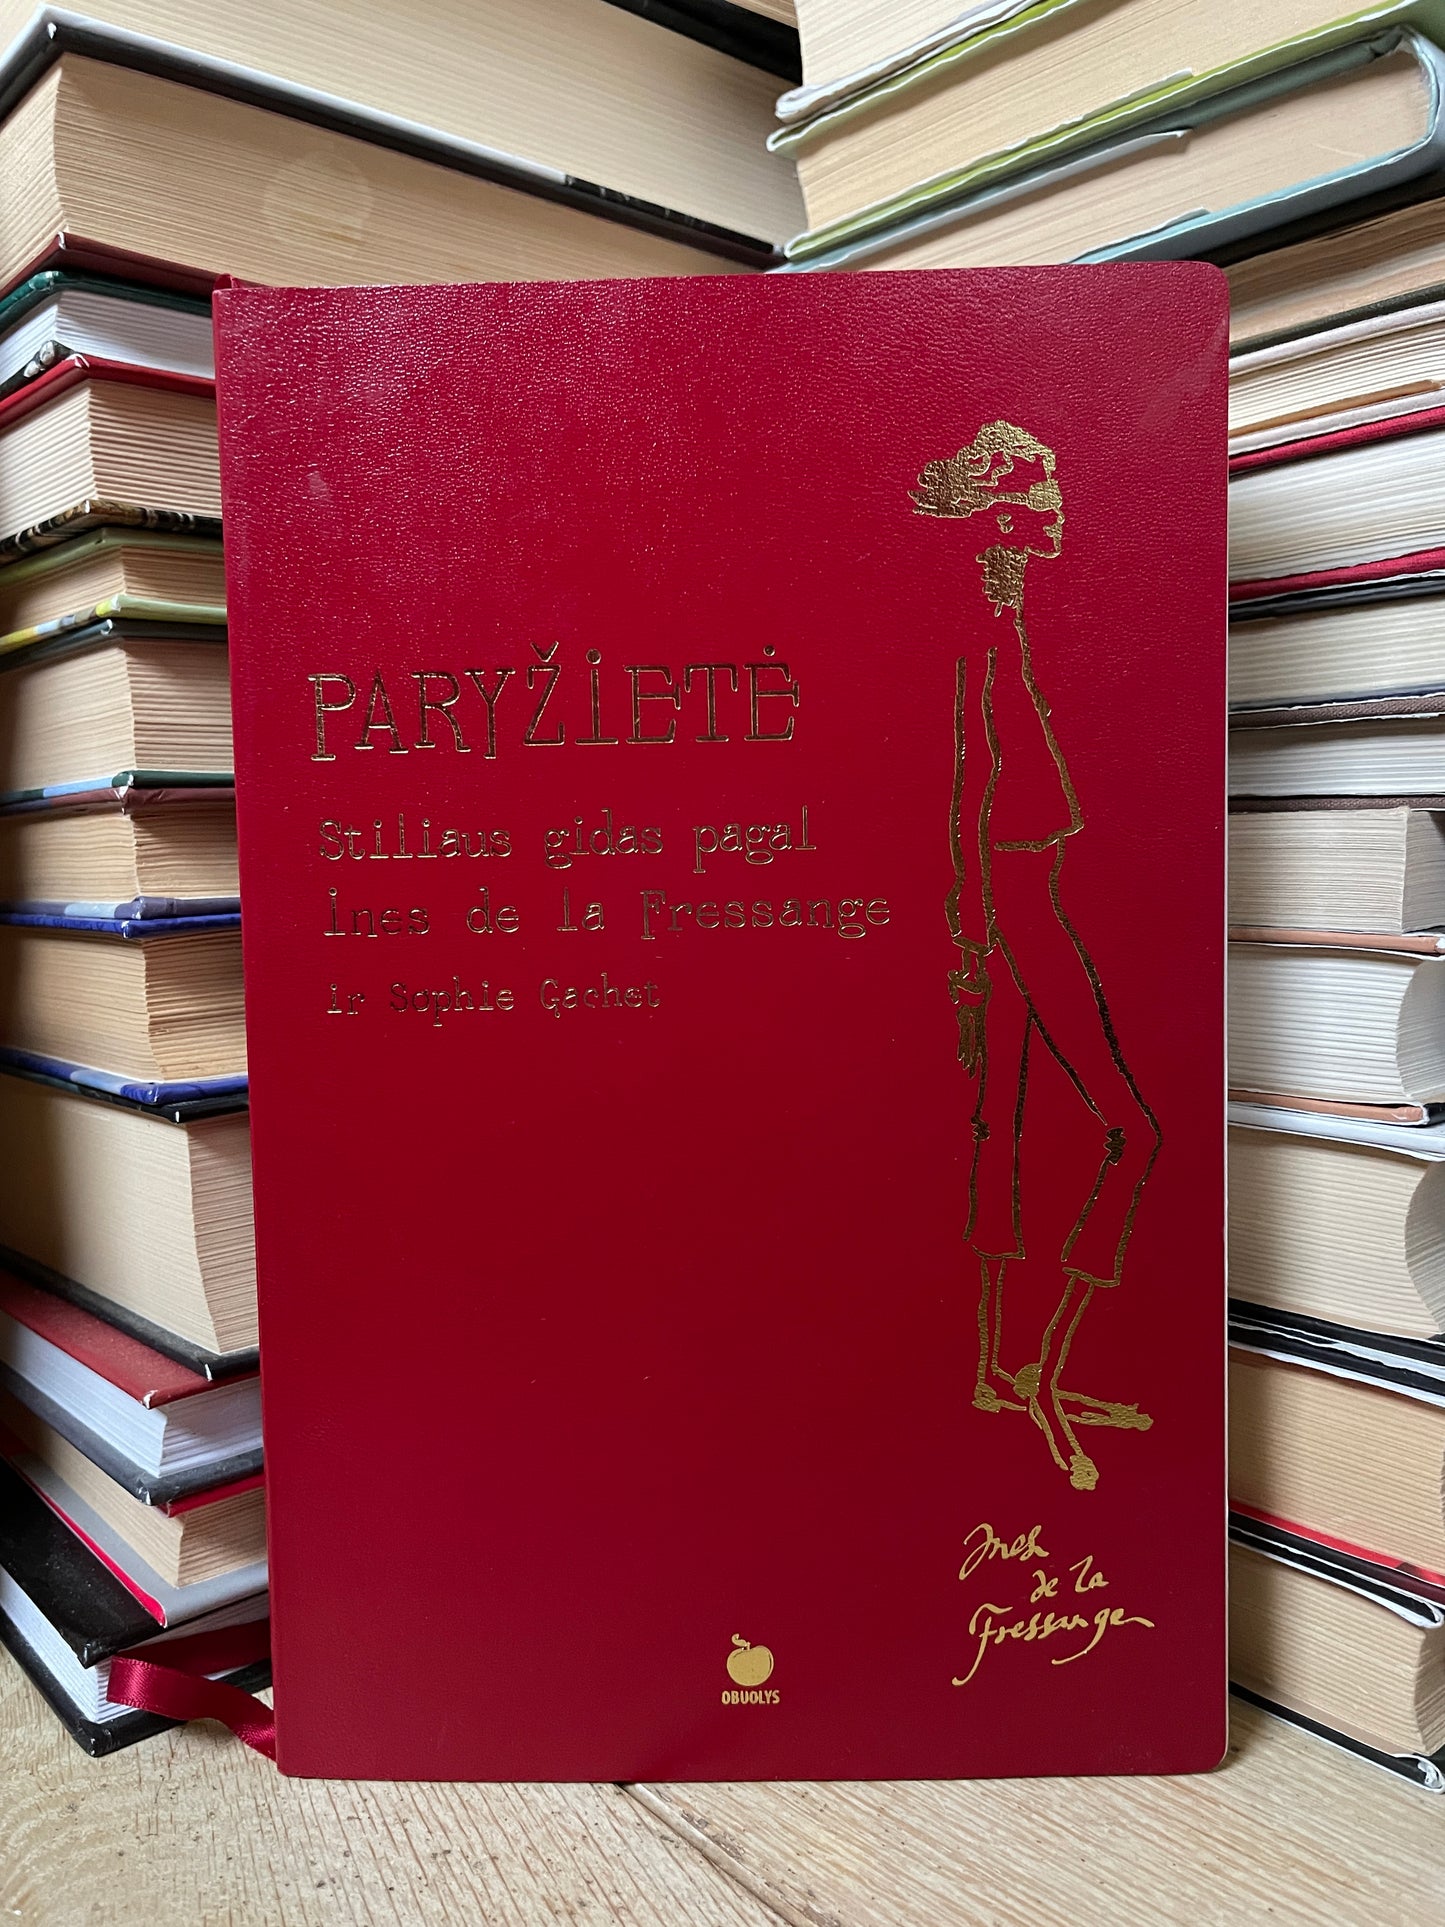 PARYŽIETĖ
Stiliaus gidas pagal
Ines de la Fressange
ir Sophie Gachet
Ines
de la
Fressange
OBUOLYS